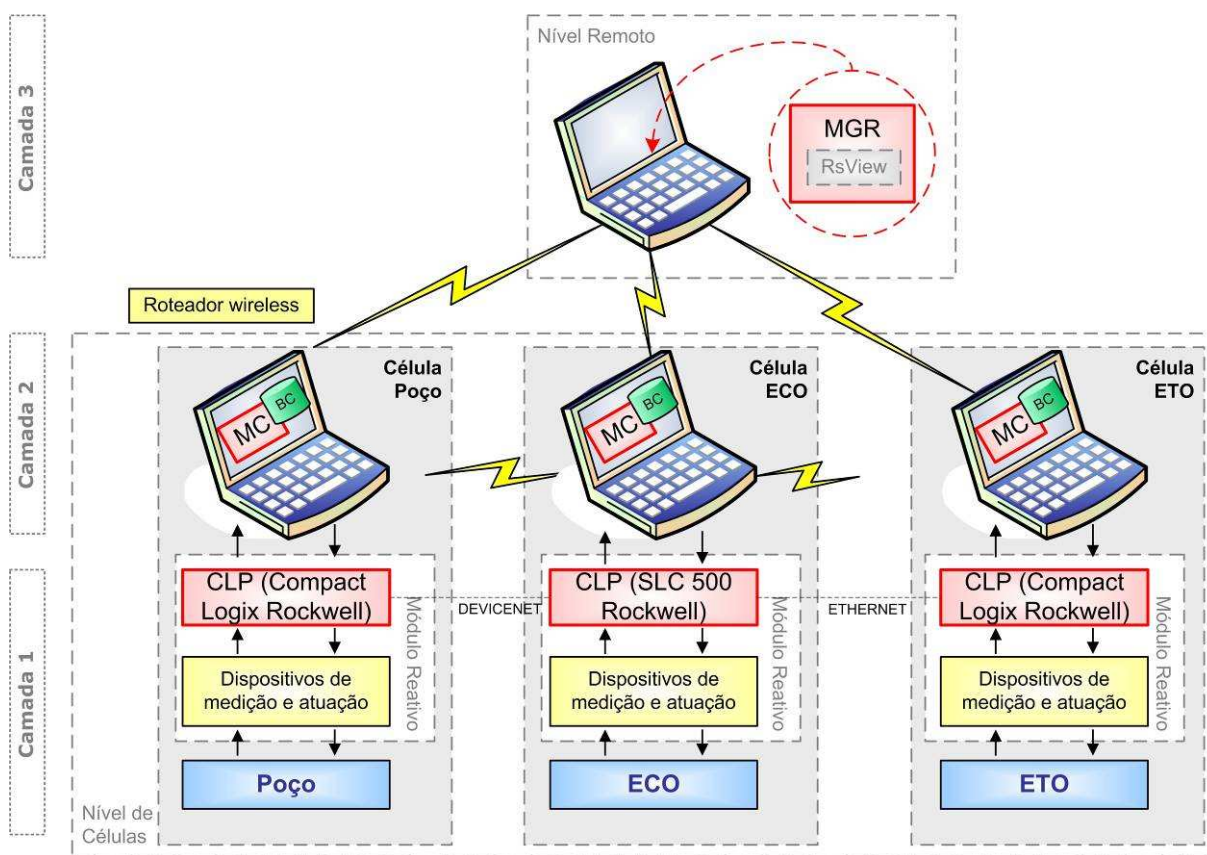 Camada 3
Nível Remoto
MGR
RsView
Roteador wireless
Camada 2
Célula
Poço
MC
BC
Célula
ECO
MC
BC
Célula
ETO
MC
BC
Camada 1
CLP (Compact
Logix Rockwell)
Dispositivos de
medição e atuação
Módulo Reativo
Poço
DEVICENET
CLP (SLC 500
Rockwell)
Dispositivos de
medição e atuação
Módulo Reativo
ECO
ETHERNET
CLP (Compact
Logix Rockwell)
Dispositivos de
medição e atuação
Módulo Reativo
ETO
Nível de
Células